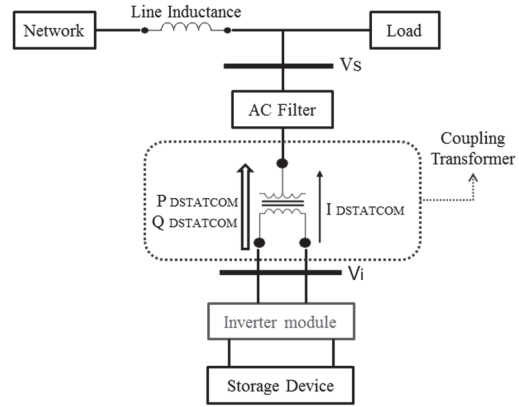 Line Inductance
Network
Load
Vs
AC Filter
Coupling
Transformer
P DSTATCOM
Q DSTATCOM
I DSTATCOM
Vi
Inverter module
Storage Device